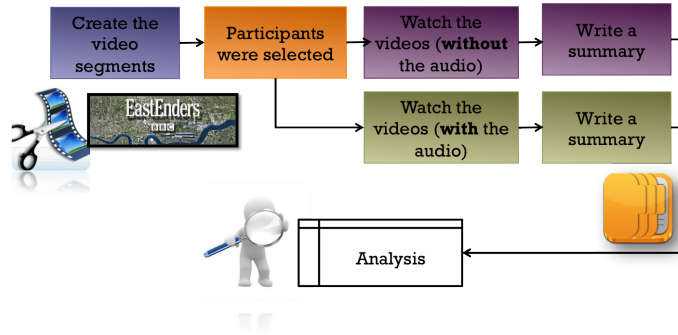 Create the
video
segments
Participants
were selected
Watch the
videos (without
the audio)
Write a
summary
EastEnders
BBC
Watch the
videos (with the
audio)
Write a
summary
Analysis